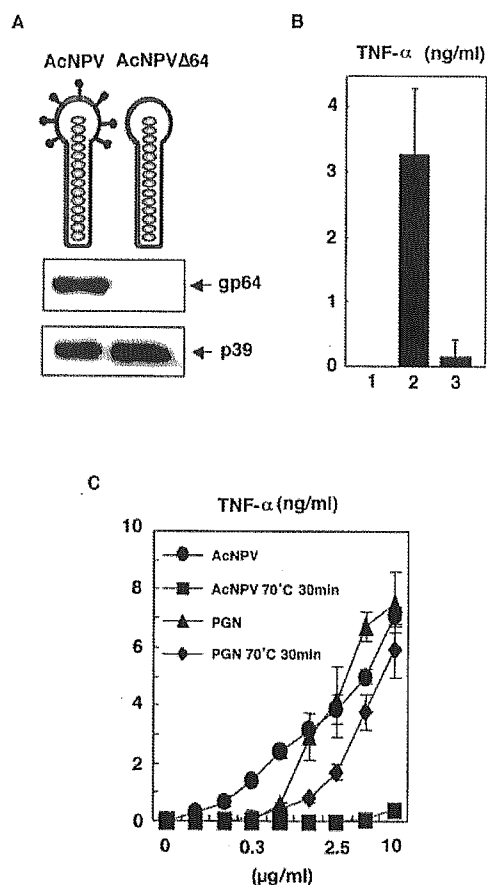 A
AcNPV AcNPVΔ64
← gp64
← p39
B
TNF-α (ng/ml)
4
3
2
1
0
1 2 3
C
TNF-α (ng/ml)
10
8
6
4
2
0
AcNPV
AcNPV 70°C 30min
PGN
PGN 70°C 30min
0 0.3 2.5 10
(µg/ml)